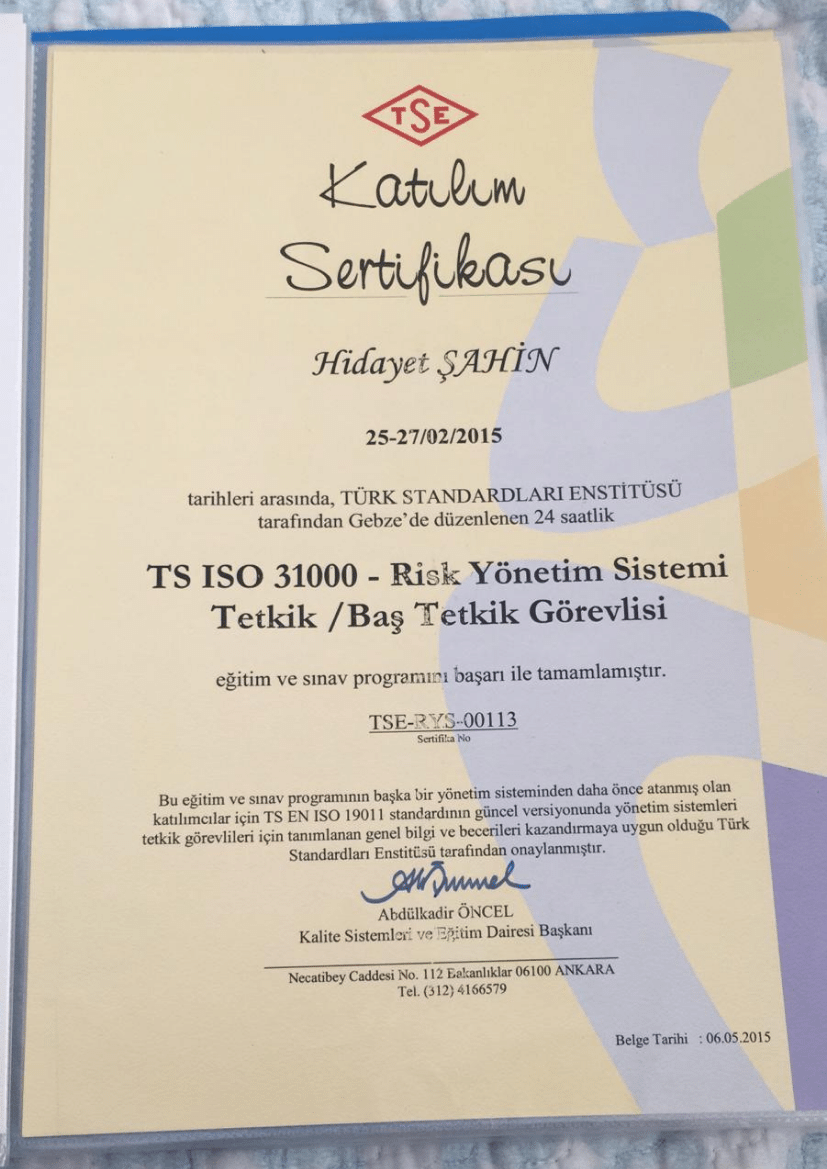 TSE
Katılım
Sertifikası
Hidayet ŞAHİN
25-27/02/2015
tarihleri arasında, TÜRK STANDARDLARI ENSTİTÜSÜ
tarafından Gebze'de düzenlenen 24 saatlik
TS ISO 31000 - Risk Yönetim Sistemi
Tetkik /Baş Tetkik Görevlisi
eğitim ve sınav programını başarı ile tamamlamıştır.
TSE-RYS-00113
Sertifika No
Bu eğitim ve sınav programının başka bir yönetim sisteminden daha önce atanmış olan
katılımcılar için TS EN ISO 19011 standardının güncel versiyonunda yönetim sistemleri
tetkik görevlileri için tanımlanan genel bilgi ve becerileri kazandırmaya uygun olduğu Türk
Standardları Enstitüsü tarafından onaylanmıştır.
Abdülkadir ÖNCEL
Kalite Sistemleri ve Eğitim Dairesi Başkanı
Necatibey Caddesi No. 112 Bakanlıklar 06100 ANKARA
Tel. (312) 4166579
Belge Tarihi : 06.05.2015